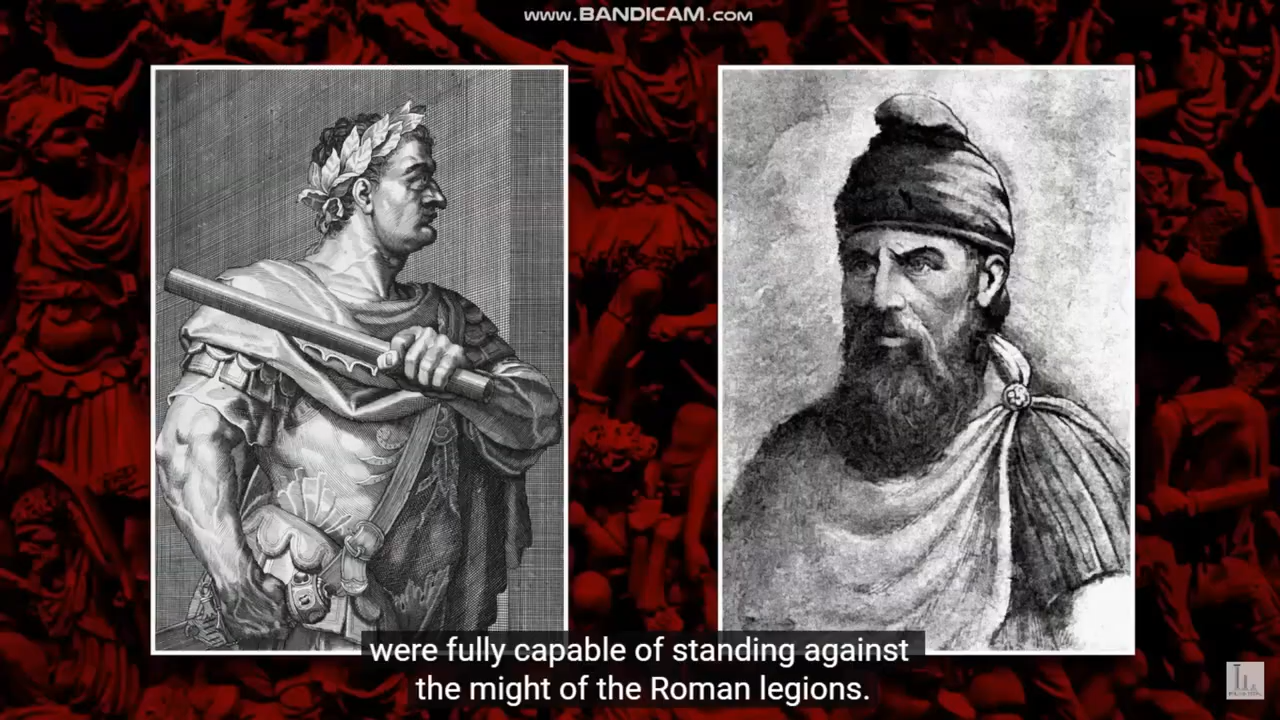 www.BANDICAM.com
were fully capable of standing against
the might of the Roman legions.